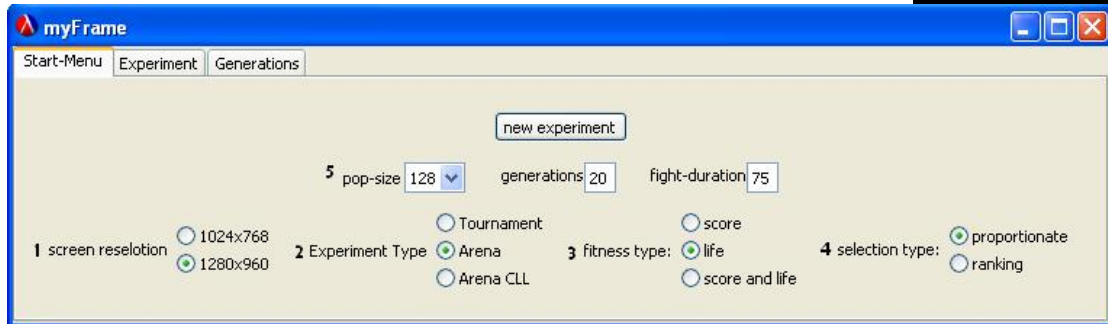 myFrame
Start-Menu Experiment Generations
new experiment
5 pop-size 128 generations 20 fight-duration 75
1 screen reselotion
1024x768
1280x960
2 Experiment Type
Tournament
Arena
Arena CLL
3 fitness type:
score
life
score and life
4 selection type:
proportionate
ranking